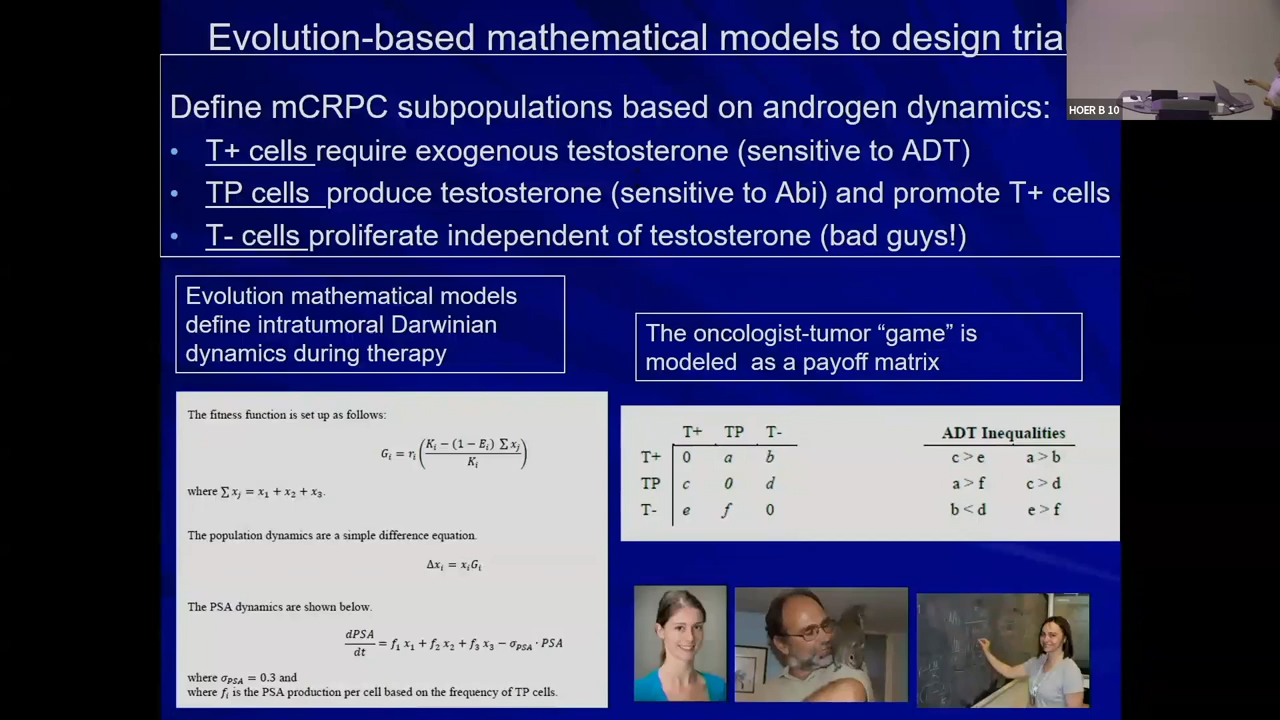 Evolution-based mathematical models to design tria
HOER B 10
Define mCRPC subpopulations based on androgen dynamics:
• T+ cells require exogenous testosterone (sensitive to ADT)
• TP cells produce testosterone (sensitive to Abi) and promote T+ cells
• T- cells proliferate independent of testosterone (bad guys!)
Evolution mathematical models
define intratumoral Darwinian
dynamics during therapy
The oncologist-tumor “game” is
modeled as a payoff matrix
The fitness function is set up as follows:
G_i = r_i ( (K_i − (1 − E_i) ∑ x_j) / K_i )
where ∑ x_j = x_1 + x_2 + x_3.
The population dynamics are a simple difference equation.
Δx_i = x_i G_i
The PSA dynamics are shown below.
dPSA/dt = f_1 x_1 + f_2 x_2 + f_3 x_3 − σ_PSA · PSA
where σ_PSA = 0.3 and
where f_i is the PSA production per cell based on the frequency of TP cells.
T+ TP T-
T+ 0 a b
TP c 0 d
T- e f 0
ADT Inequalities
c > e a > b
a > f c > d
b < d e > f